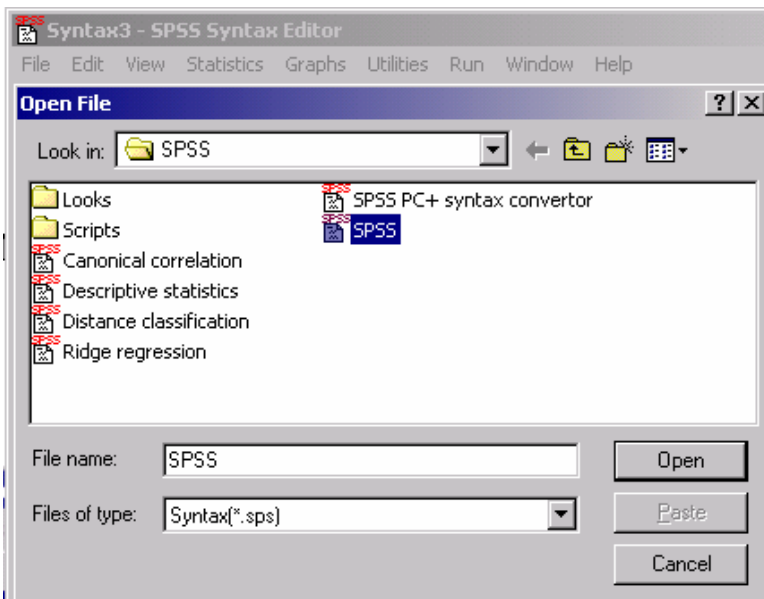 Syntax3 - SPSS Syntax Editor
File Edit View Statistics Graphs Utilities Run Window Help
Open File
Look in: SPSS
Looks
Scripts
Canonical correlation
Descriptive statistics
Distance classification
Ridge regression
SPSS PC+ syntax convertor
SPSS
File name: SPSS
Open
Files of type: Syntax(*.sps)
Paste
Cancel